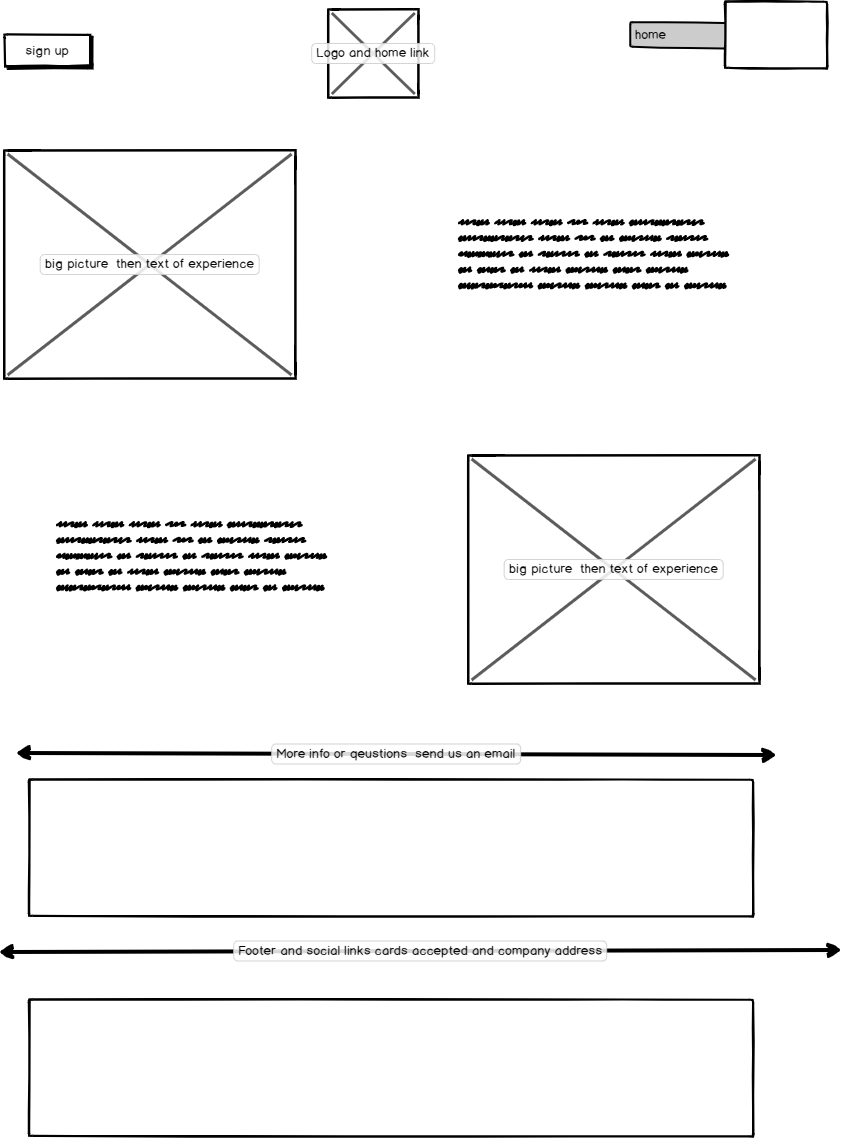 sign up
Logo and home link
home
big picture then text of experience
big picture then text of experience
More info or qeustions send us an email
Footer and social links cards accepted and company address